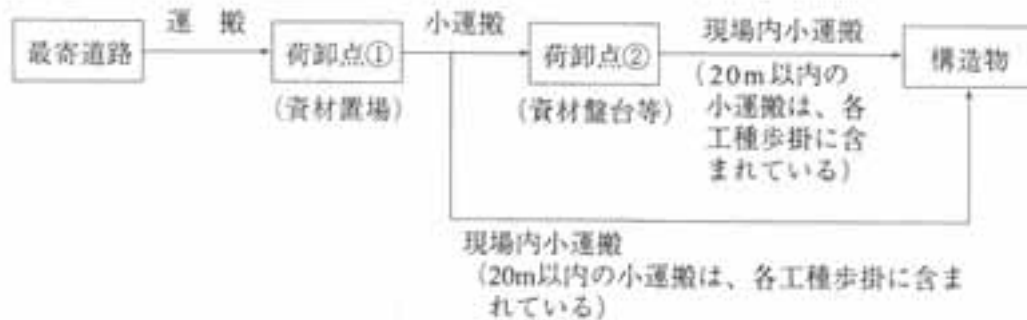 運 搬
小運搬
現場内小運搬
最寄道路
荷卸点①
荷卸点②
構造物
(資材置場)
(資材盤台等)
(20m以内の
小運搬は、各
工種歩掛に含
まれている)
現場内小運搬
(20m以内の小運搬は、各工種歩掛に含ま
れている)